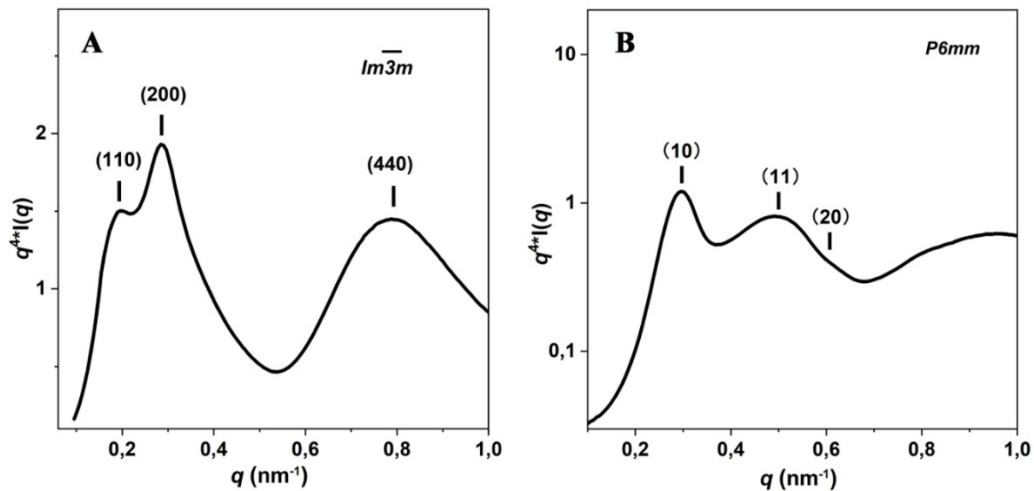 A
Im3̅m
(200)
(110)
(440)
2
1
q⁴*I(q)
0,2
0,4
0,6
0,8
1,0
q (nm⁻¹)
B
P6mm
10
(10)
(11)
(20)
1
0,1
q⁴*I(q)
0,2
0,4
0,6
0,8
1,0
q (nm⁻¹)